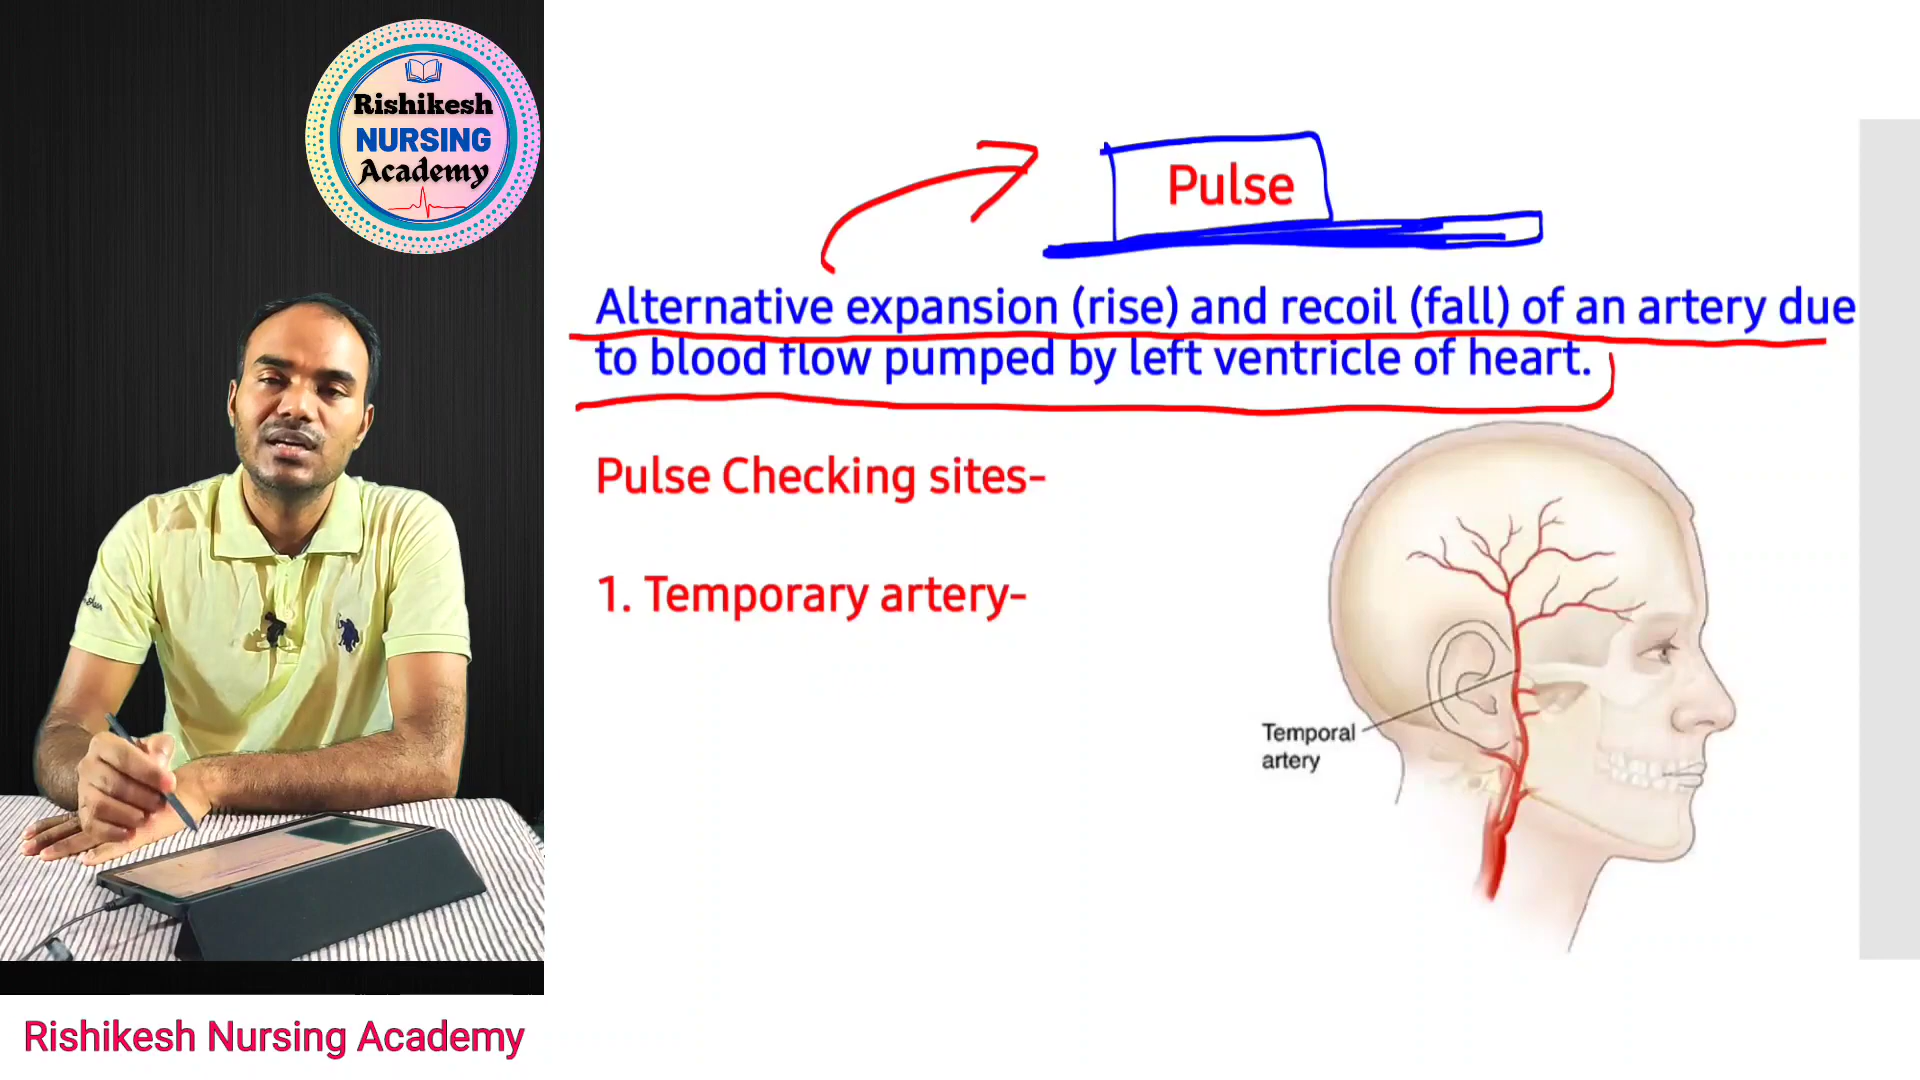 Rishikesh
NURSING
Academy
Pulse
Alternative expansion (rise) and recoil (fall) of an artery due
to blood flow pumped by left ventricle of heart.
Pulse Checking sites-
1. Temporary artery-
Temporal
artery
Rishikesh Nursing Academy